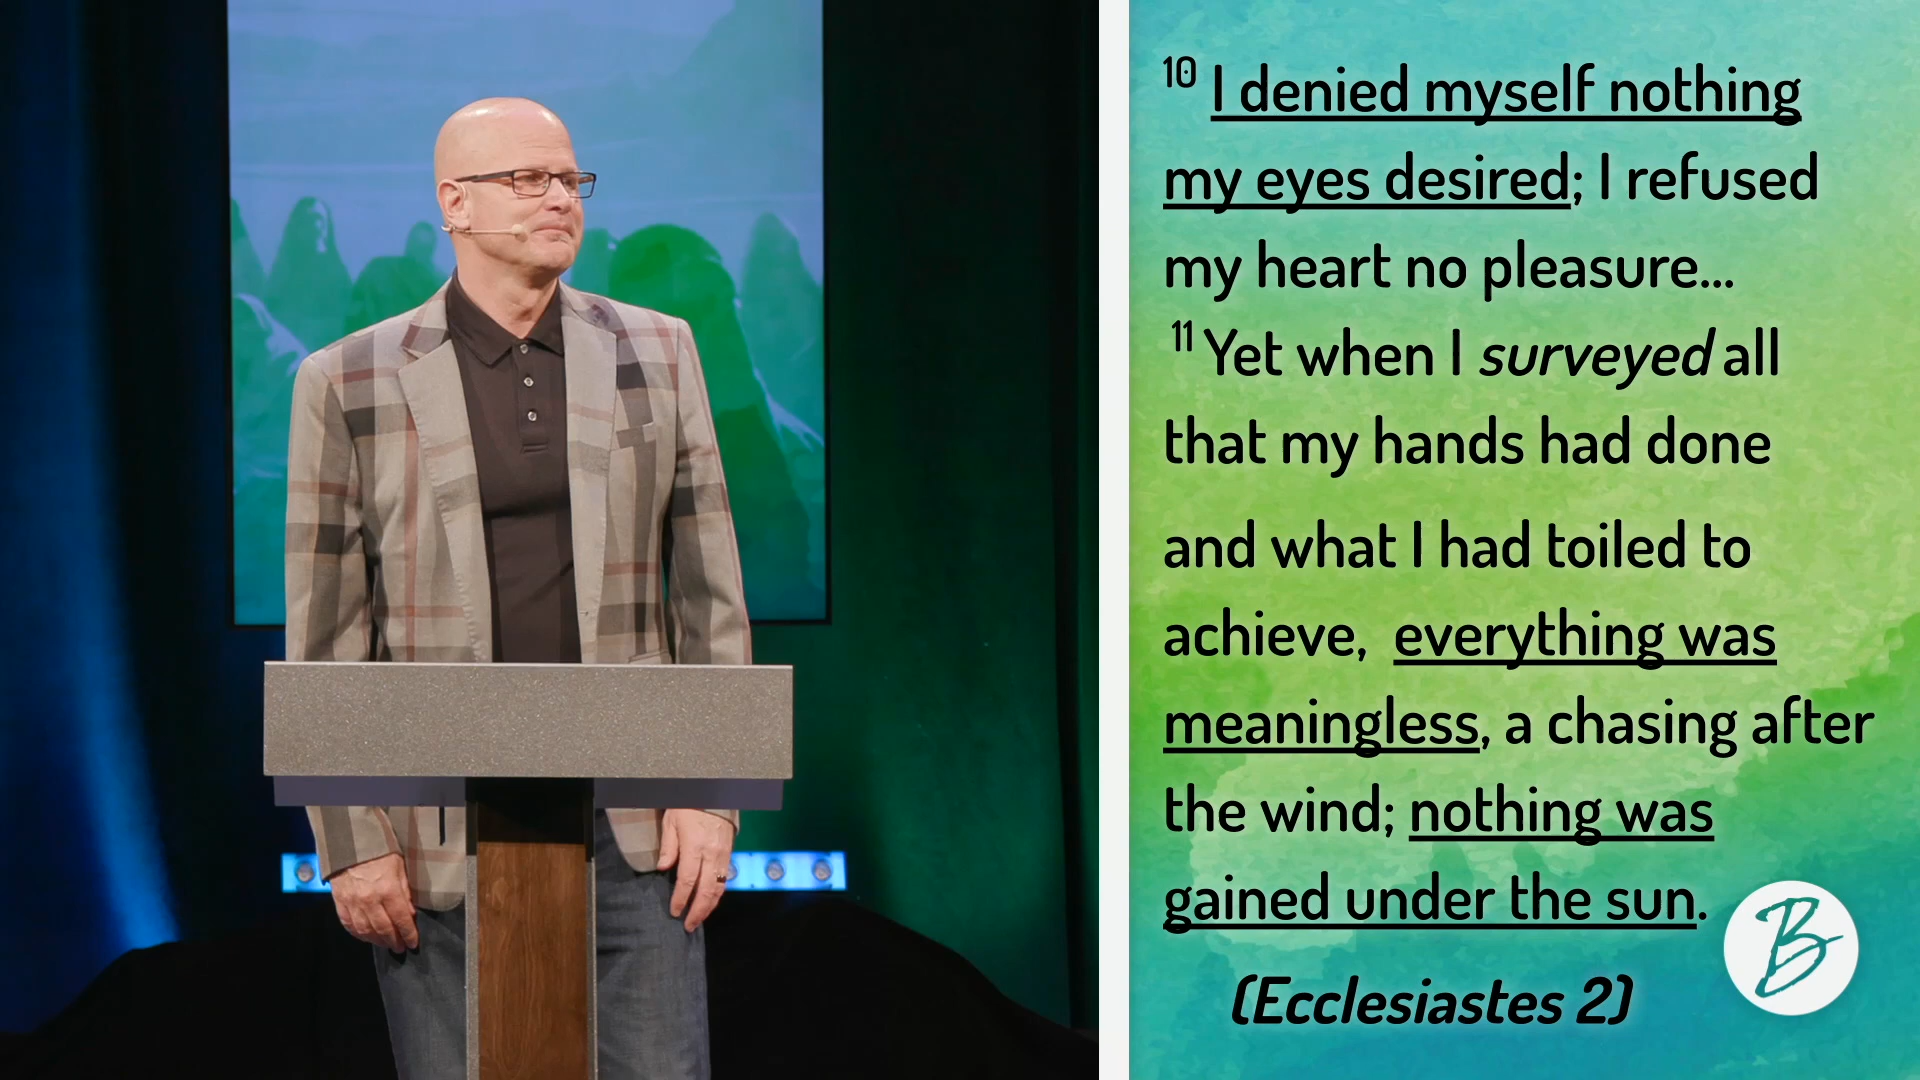 10 I denied myself nothing
my eyes desired; I refused
my heart no pleasure...
11 Yet when I surveyed all
that my hands had done
and what I had toiled to
achieve, everything was
meaningless, a chasing after
the wind; nothing was
gained under the sun.
B
(Ecclesiastes 2)